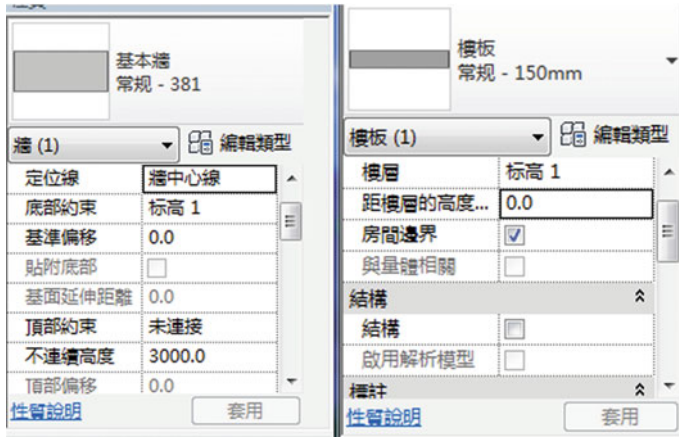 基本牆
常规 - 381
牆 (1)
編輯類型
定位線 牆中心線
底部約束 标高 1
基準偏移 0.0
貼附底部
基面延伸距離 0.0
頂部約束 未連接
不連續高度 3000.0
頂部偏移 0.0
性質說明
套用
樓板
常规 - 150mm
樓板 (1)
編輯類型
樓層 标高 1
距樓層的高度... 0.0
房間邊界
與量體相關
結構
結構
啟用解析模型
標註
性質說明
套用